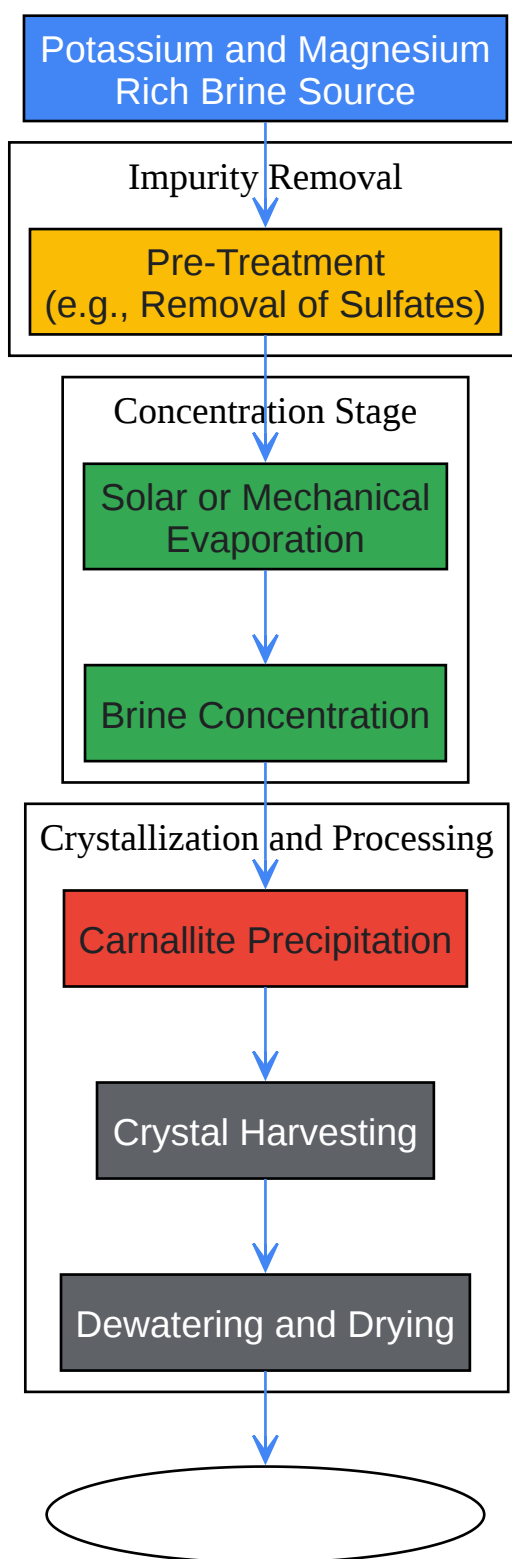 Potassium and Magnesium
Rich Brine Source
Impurity Removal
Pre-Treatment
(e.g., Removal of Sulfates)
Concentration Stage
Solar or Mechanical
Evaporation
Brine Concentration
Crystallization and Processing
Carnallite Precipitation
Crystal Harvesting
Dewatering and Drying